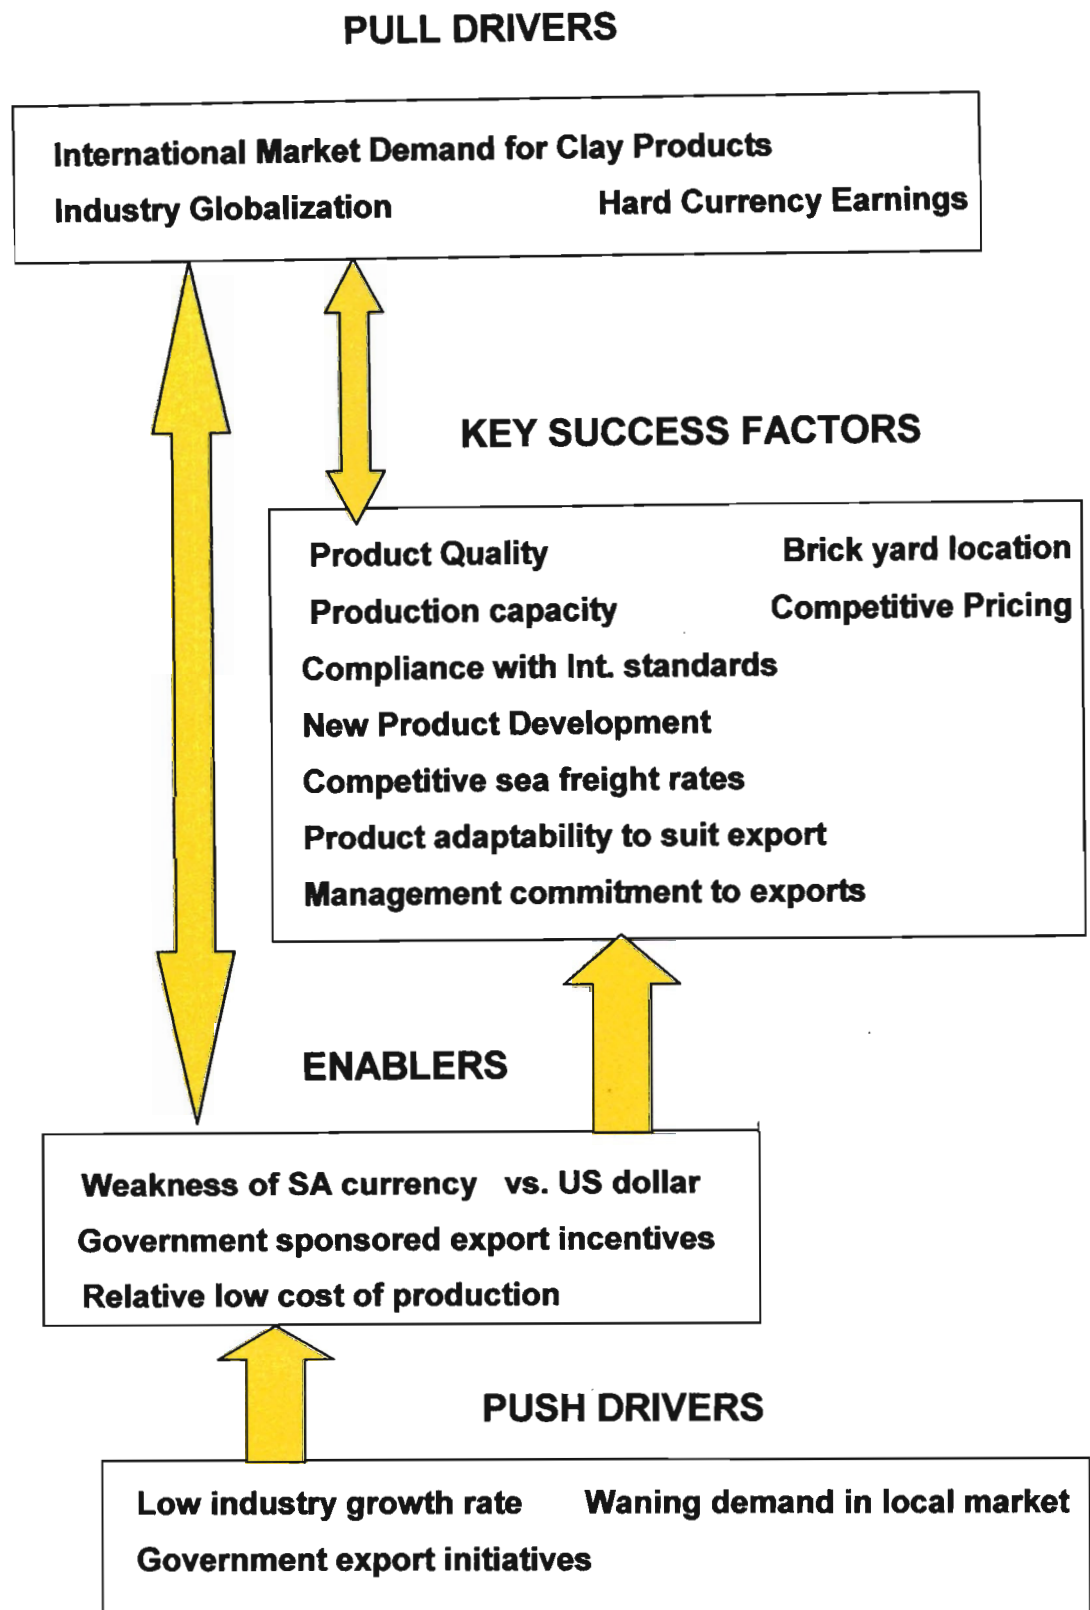 PULL DRIVERS
International Market Demand for Clay Products
Industry Globalization Hard Currency Earnings
KEY SUCCESS FACTORS
Product Quality Brick yard location
Production capacity Competitive Pricing
Compliance with Int. standards
New Product Development
Competitive sea freight rates
Product adaptability to suit export
Management commitment to exports
ENABLERS
Weakness of SA currency vs. US dollar
Government sponsored export incentives
Relative low cost of production
PUSH DRIVERS
Low industry growth rate Waning demand in local market
Government export initiatives